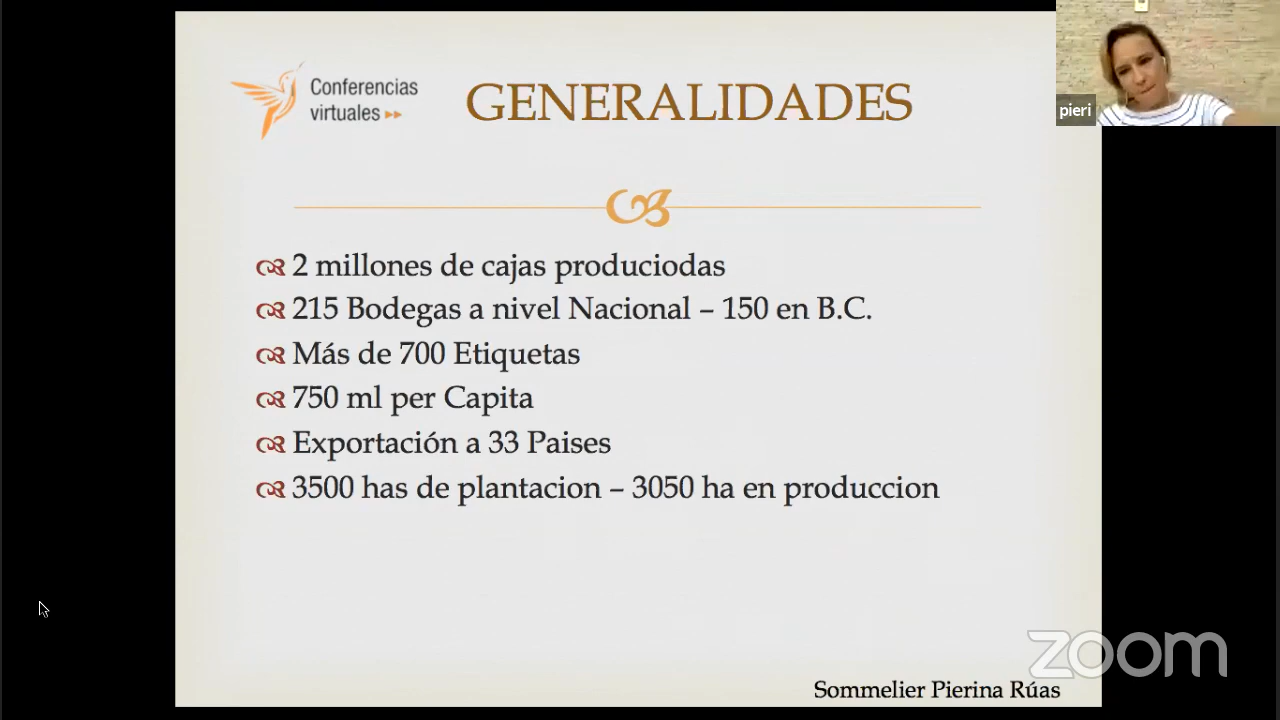 Conferencias
virtuales
GENERALIDADES
pieri
2 millones de cajas produciodas
215 Bodegas a nivel Nacional – 150 en B.C.
Más de 700 Etiquetas
750 ml per Capita
Exportación a 33 Paises
3500 has de plantacion – 3050 ha en produccion
zoom
Sommelier Pierina Rúas